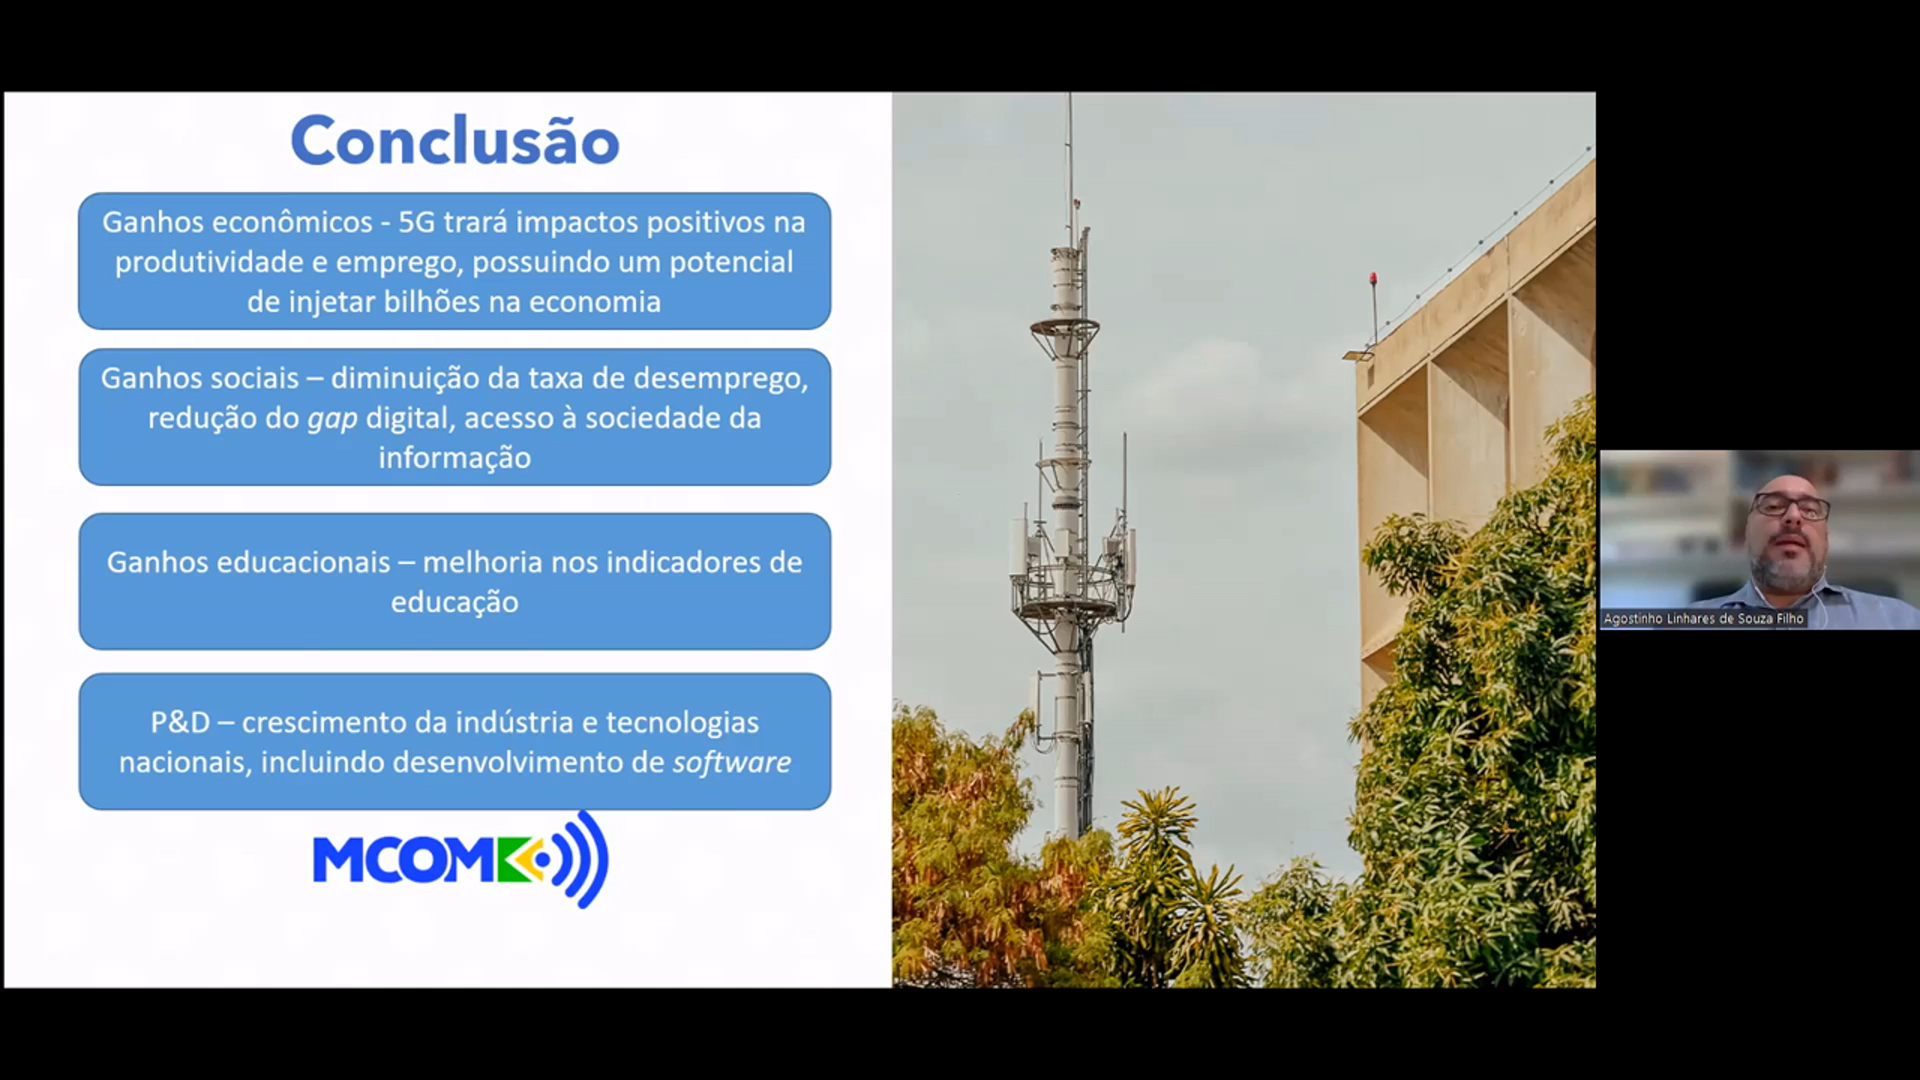 Conclusão
Ganhos econômicos - 5G trará impactos positivos na
produtividade e emprego, possuindo um potencial
de injetar bilhões na economia
Ganhos sociais – diminuição da taxa de desemprego,
redução do gap digital, acesso à sociedade da
informação
Ganhos educacionais – melhoria nos indicadores de
educação
P&D – crescimento da indústria e tecnologias
nacionais, incluindo desenvolvimento de software
MCOM
Agostinho Linhares de Souza Filho